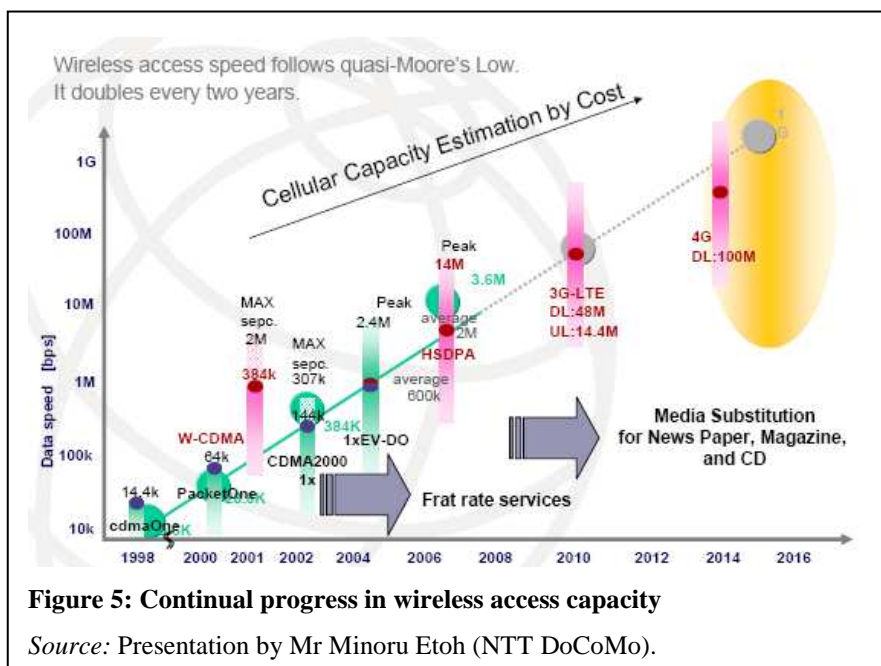 Wireless access speed follows quasi-Moore's Low.
It doubles every two years.
Cellular Capacity Estimation by Cost
Data speed [bps]
1G
100M
10M
1M
100k
10k
14.4k
cdmaOne
64k
PacketOne
28.8K
W-CDMA
MAX
sepc.
2M
384k
MAX
sepc.
307k
144k
384K
CDMA2000
1x
Peak
2.4M
average
600k
1xEV-DO
Peak
14M
3.6M
average
2M
HSDPA
3G-LTE
DL:48M
UL:14.4M
4G
DL:100M
1
G
Frat rate services
Media Substitution
for News Paper, Magazine,
and CD
1998
2000
2001
2002
2004
2006
2008
2010
2012
2014
2016
Figure 5: Continual progress in wireless access capacity
Source: Presentation by Mr Minoru Etoh (NTT DoCoMo).